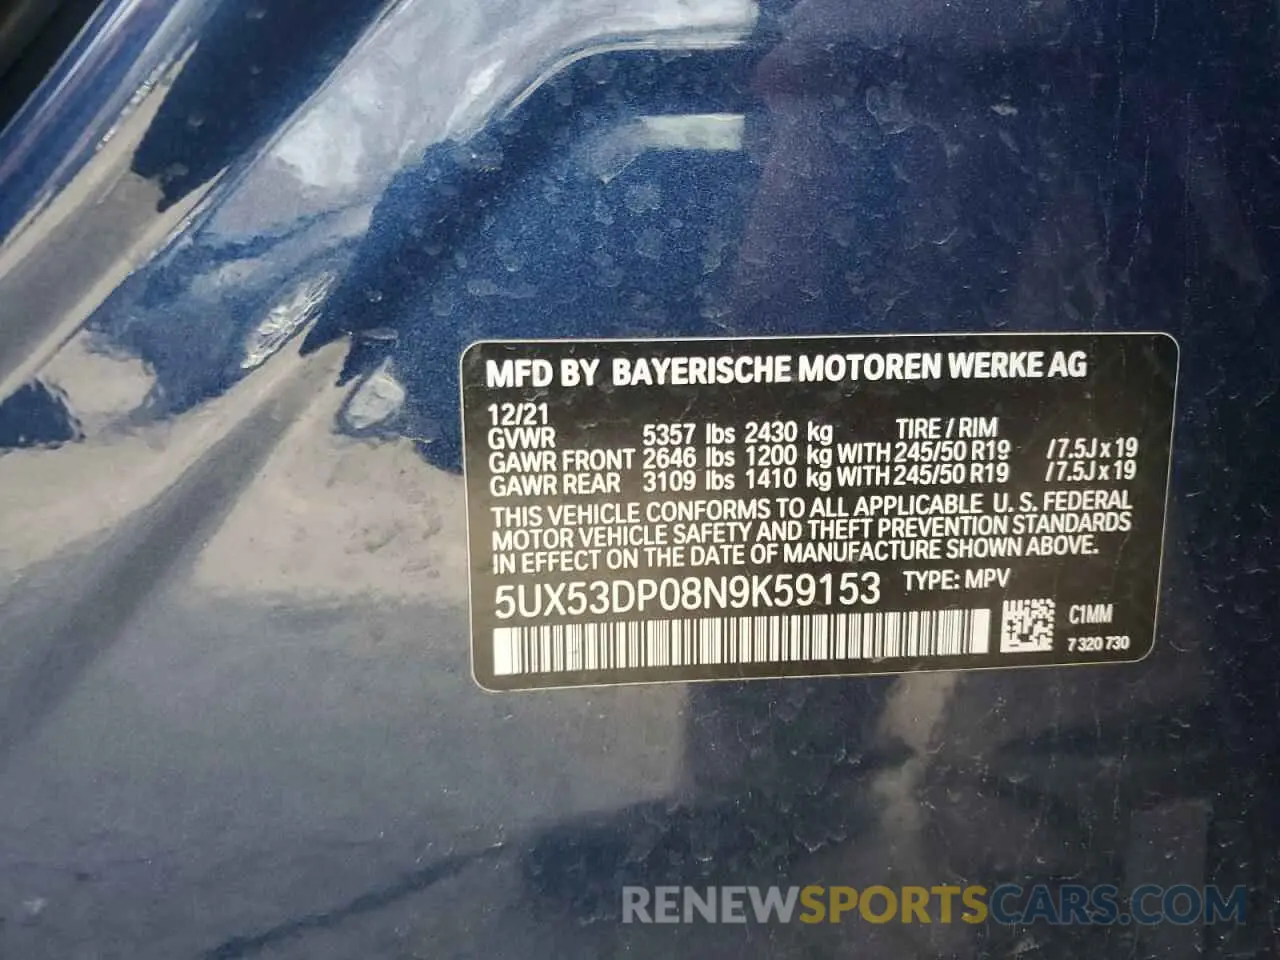 MFD BY BAYERISCHE MOTOREN WERKE AG
12/21
GVWR 5357 lbs 2430 kg TIRE / RIM
GAWR FRONT 2646 lbs 1200 kg WITH 245/50 R19 / 7.5J x 19
GAWR REAR 3109 lbs 1410 kg WITH 245/50 R19 / 7.5J x 19
THIS VEHICLE CONFORMS TO ALL APPLICABLE U. S. FEDERAL
MOTOR VEHICLE SAFETY AND THEFT PREVENTION STANDARDS
IN EFFECT ON THE DATE OF MANUFACTURE SHOWN ABOVE.
5UX53DP08N9K59153 TYPE: MPV
C1MM
7 320 730
RENEWSPORTSCARS.COM